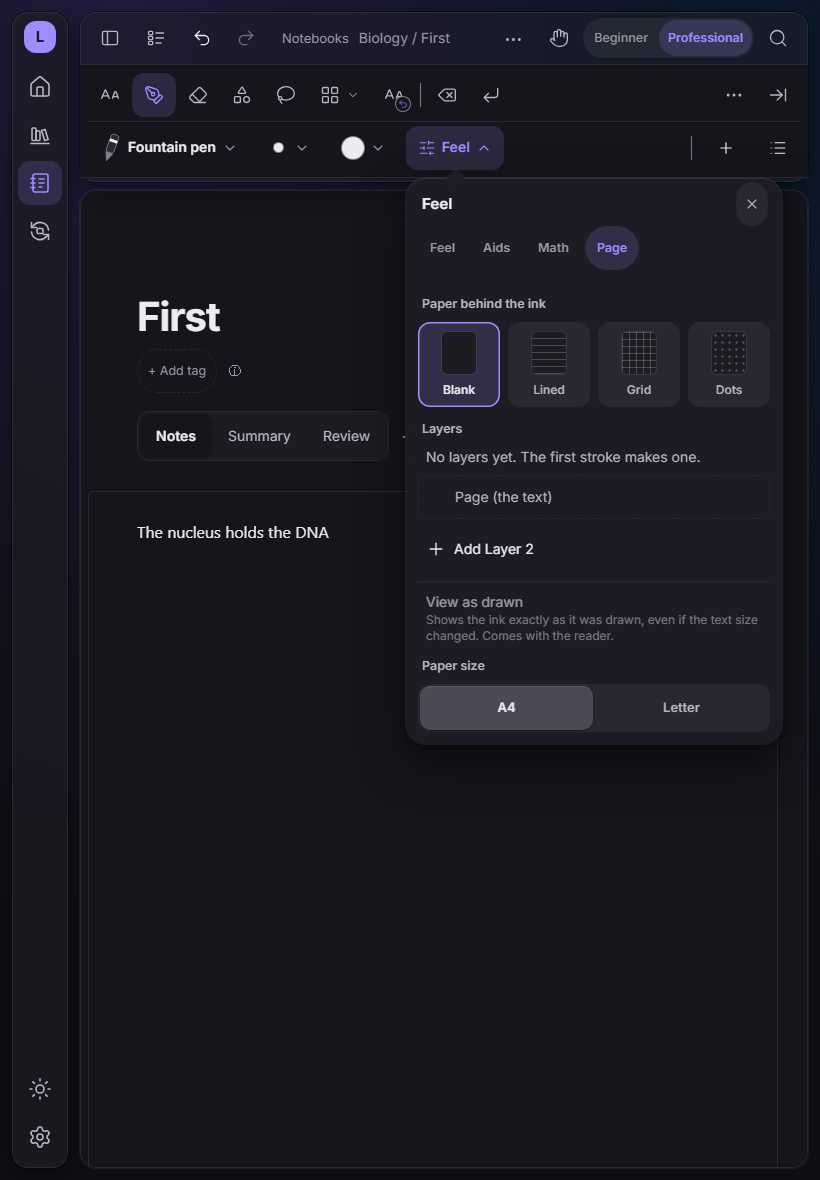 L
Notebooks Biology / First
Beginner Professional
AA
AA
Fountain pen
Feel
Feel
Feel Aids Math Page
Paper behind the ink
Blank Lined Grid Dots
Layers
No layers yet. The first stroke makes one.
Page (the text)
+ Add Layer 2
View as drawn
Shows the ink exactly as it was drawn, even if the text size
changed. Comes with the reader.
Paper size
A4 Letter
First
+ Add tag
Notes Summary Review
The nucleus holds the DNA